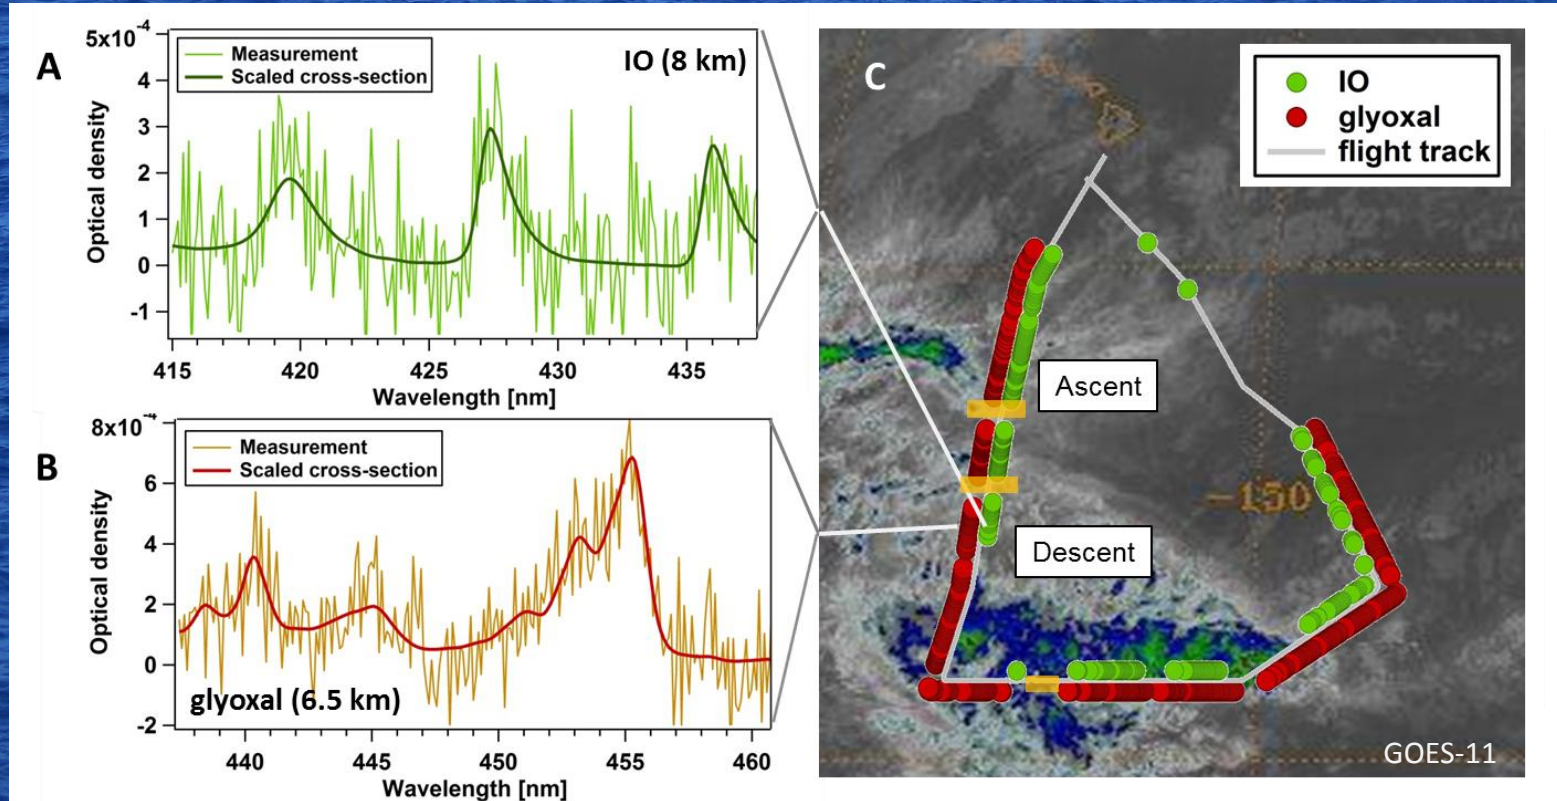 A
5x10⁻⁴
4
3
2
1
0
-1
Optical density
Measurement
Scaled cross-section
IO (8 km)
415
420
425
430
435
Wavelength [nm]
B
8x10⁻⁴
6
4
2
0
-2
Optical density
Measurement
Scaled cross-section
glyoxal (6.5 km)
440
445
450
455
460
Wavelength [nm]
C
IO
glyoxal
flight track
Ascent
-150
Descent
GOES-11